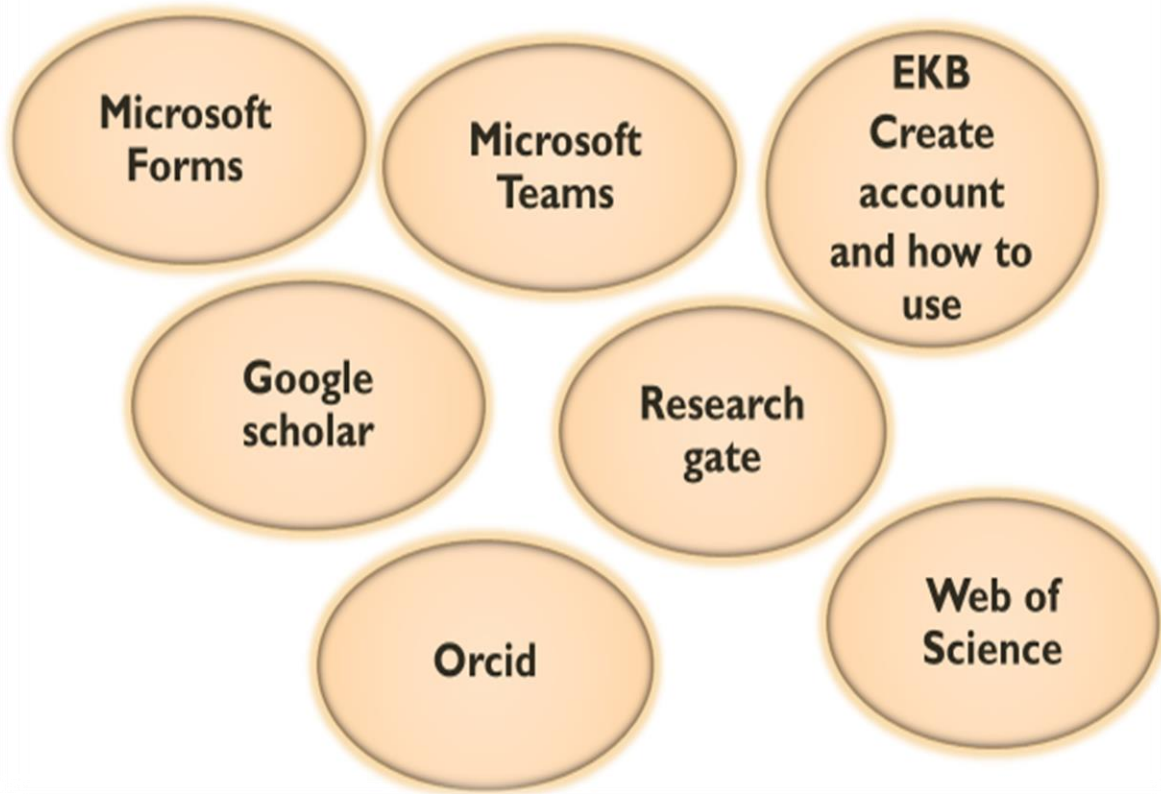 Microsoft
Forms
Microsoft
Teams
EKB
Create
account
and how to
use
Google
scholar
Research
gate
Orcid
Web of
Science